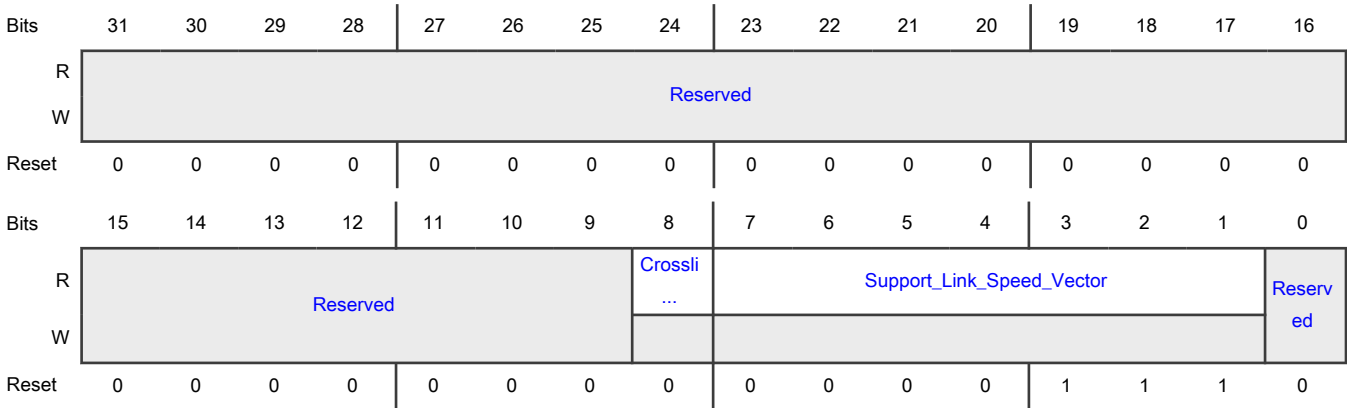 Bits 31 30 29 28 27 26 25 24 23 22 21 20 19 18 17 16
R
Reserved
W
Reset 0 0 0 0 0 0 0 0 0 0 0 0 0 0 0 0
Bits 15 14 13 12 11 10 9 8 7 6 5 4 3 2 1 0
R Reserved Crossli ... Support_Link_Speed_Vector Reserv ed
W
Reset 0 0 0 0 0 0 0 0 0 0 0 0 1 1 1 0